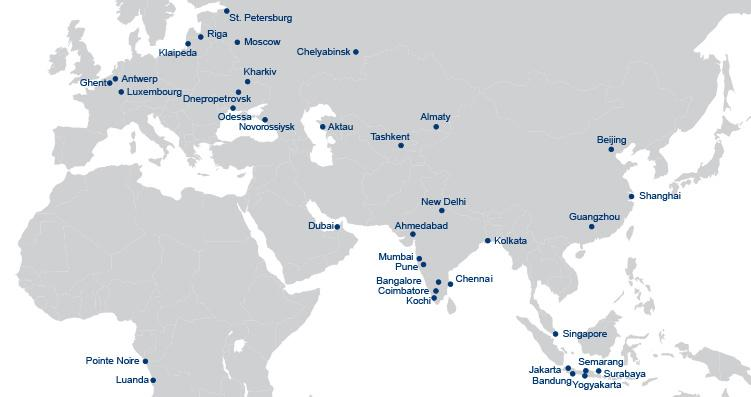 St. Petersburg
Riga
Moscow
Klaipeda
Chelyabinsk
Kharkiv
Ghent
Antwerp
Luxembourg
Dnepropetrovsk
Odessa
Novorossiysk
Aktau
Almaty
Tashkent
Beijing
Shanghai
New Delhi
Guangzhou
Dubai
Ahmedabad
Kolkata
Mumbai
Pune
Bangalore
Chennai
Coimbatore
Kochi
Singapore
Pointe Noire
Luanda
Jakarta
Semarang
Surabaya
Bandung
Yogyakarta